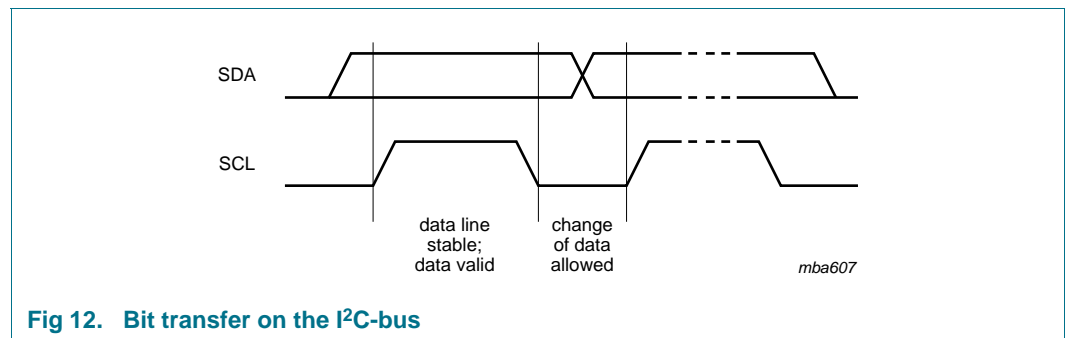 SDA
SCL
data line
stable;
data valid
change
of data
allowed
mba607
Fig 12. Bit transfer on the I²C-bus